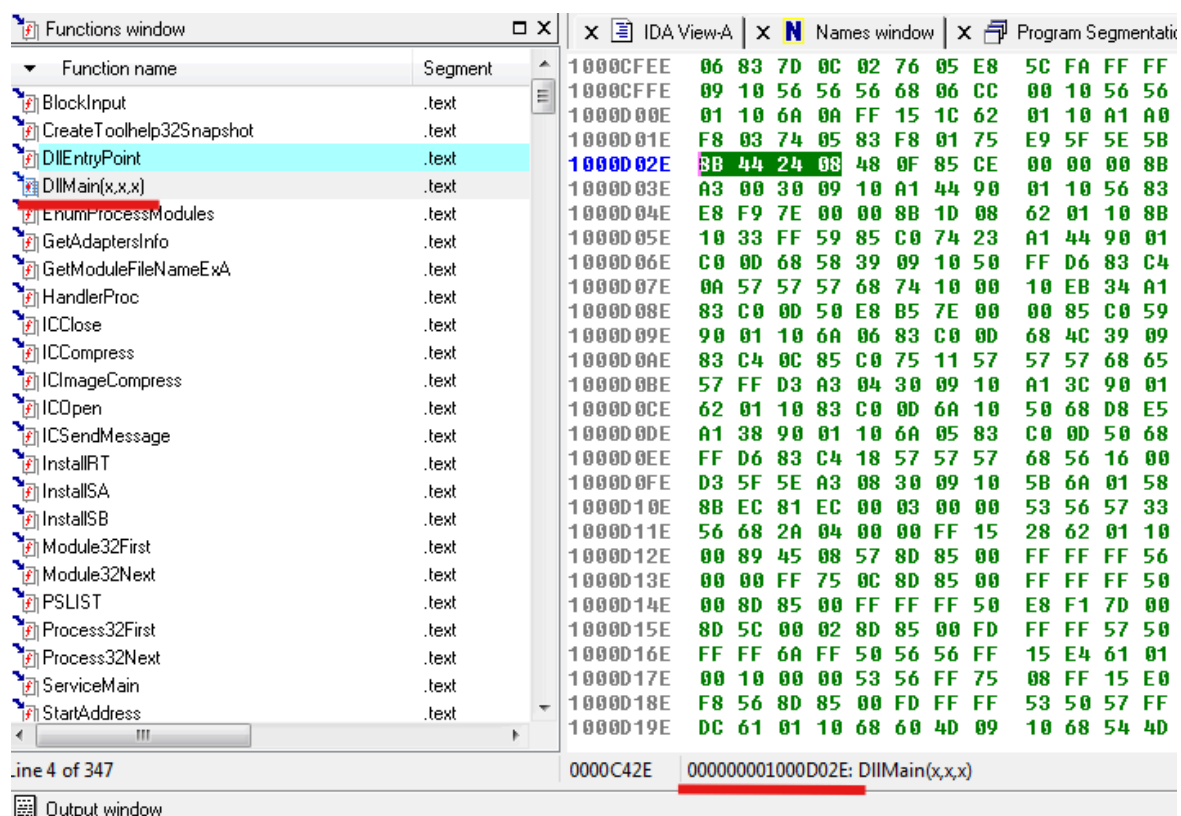 Functions window
Function name Segment
BlockInput .text
CreateToolhelp32Snapshot .text
DllEntryPoint .text
DllMain(x,x,x) .text
EnumProcessModules .text
GetAdaptersInfo .text
GetModuleFileNameExA .text
HandlerProc .text
ICClose .text
ICCompress .text
ICImageCompress .text
ICOpen .text
ICSendMessage .text
InstallRT .text
InstallSA .text
InstallSB .text
Module32First .text
Module32Next .text
PSLIST .text
Process32First .text
Process32Next .text
ServiceMain .text
StartAddress .text
Line 4 of 347
IDA View-A Names window Program Segmentatic
1000CFEE 06 83 7D 0C 02 76 05 E8 5C FA FF FF
1000CFFE 09 10 56 56 56 68 06 CC 00 10 56 56
1000D00E 01 10 6A 0A FF 15 1C 62 01 10 A1 A0
1000D01E F8 03 74 05 83 F8 01 75 E9 5F 5E 5B
1000D02E 8B 44 24 08 48 0F 85 CE 00 00 00 8B
1000D03E A3 00 30 09 10 A1 44 90 01 10 56 83
1000D04E E8 F9 7E 00 00 8B 1D 08 62 01 10 8B
1000D05E 10 33 FF 59 85 C0 74 23 A1 44 90 01
1000D06E C0 0D 68 58 39 09 10 50 FF D6 83 C4
1000D07E 0A 57 57 57 68 74 10 00 10 EB 34 A1
1000D08E 83 C0 0D 50 E8 B5 7E 00 00 85 C0 59
1000D09E 90 01 10 6A 06 83 C0 0D 68 4C 39 09
1000D0AE 83 C4 0C 85 C0 75 11 57 57 57 68 65
1000D0BE 57 FF D3 A3 04 30 09 10 A1 3C 90 01
1000D0CE 62 01 10 83 C0 0D 6A 10 50 68 D8 E5
1000D0DE A1 38 90 01 10 6A 05 83 C0 0D 50 68
1000D0EE FF D6 83 C4 18 57 57 57 68 56 16 00
1000D0FE D3 5F 5E A3 08 30 09 10 5B 6A 01 58
1000D10E 8B EC 81 EC 00 03 00 00 53 56 57 33
1000D11E 56 68 2A 04 00 00 FF 15 28 62 01 10
1000D12E 00 89 45 08 57 8D 85 00 FF FF FF 56
1000D13E 00 00 FF 75 0C 8D 85 00 FF FF FF 50
1000D14E 00 8D 85 00 FF FF FF 50 E8 F1 7D 00
1000D15E 8D 5C 00 02 8D 85 00 FD FF FF 57 50
1000D16E FF FF 6A FF 50 56 56 FF 15 E4 61 01
1000D17E 00 10 00 00 53 56 FF 75 08 FF 15 E0
1000D18E F8 56 8D 85 00 FD FF FF 53 50 57 FF
1000D19E DC 61 01 10 68 60 4D 09 10 68 54 4D
0000C42E 000000001000D02E: DllMain(x,x,x)
Output window